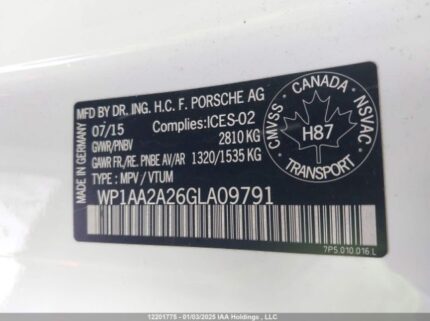 MFD BY DR. ING. H.C. F. PORSCHE AG
07/15 Complies:ICES-02
GVWR/PNBV 2810 KG
GAWR FR./RE. PNBE AV/AR 1320/1535 KG
TYPE : MPV / VTUM
WP1AA2A26GLA09791
MADE IN GERMANY
CMVSS - CANADA - NSVAC
H87
TRANSPORT
7P5.010.016 L
12201775 - 01/03/2025 IAA Holdings LLC